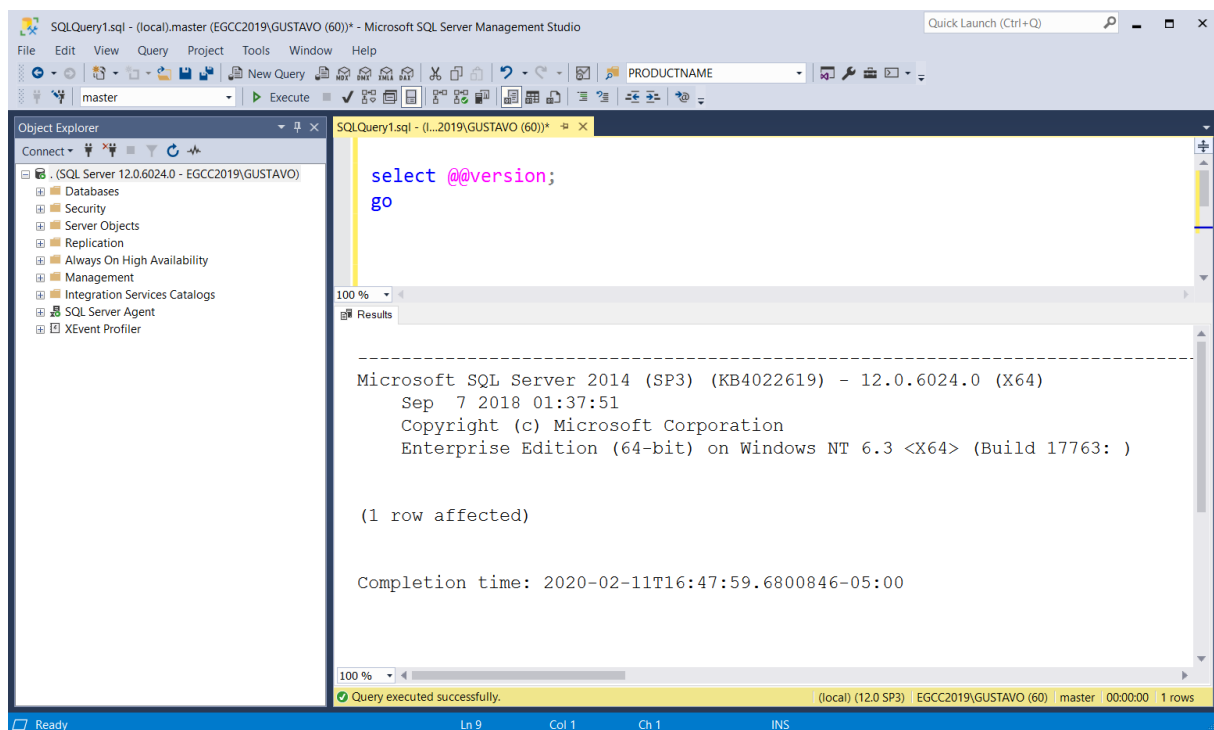 SQLQuery1.sql - (local).master (EGCC2019\GUSTAVO (60))* - Microsoft SQL Server Management Studio
Quick Launch (Ctrl+Q)
File Edit View Query Project Tools Window Help
New Query MDX DMX XMLA DAX PRODUCTNAME
master Execute
Object Explorer
SQLQuery1.sql - (l...2019\GUSTAVO (60))*
Connect
. (SQL Server 12.0.6024.0 - EGCC2019\GUSTAVO)
Databases
Security
Server Objects
Replication
Always On High Availability
Management
Integration Services Catalogs
SQL Server Agent
XEvent Profiler
select @@version;
go
100 %
Results
--------------------------------------------------------------------------------
Microsoft SQL Server 2014 (SP3) (KB4022619) - 12.0.6024.0 (X64)
Sep 7 2018 01:37:51
Copyright (c) Microsoft Corporation
Enterprise Edition (64-bit) on Windows NT 6.3 <X64> (Build 17763: )
(1 row affected)
Completion time: 2020-02-11T16:47:59.6800846-05:00
100 %
Query executed successfully.
(local) (12.0 SP3) EGCC2019\GUSTAVO (60) master 00:00:00 1 rows
Ready Ln 9 Col 1 Ch 1 INS